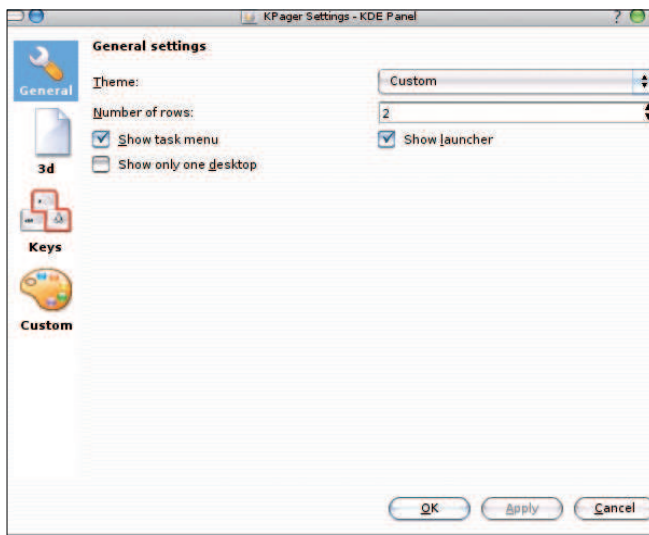 KPager Settings - KDE Panel ?
General settings
General
Theme: Custom
Number of rows: 2
Show task menu Show launcher
Show only one desktop
3d
Keys
Custom
OK Apply Cancel